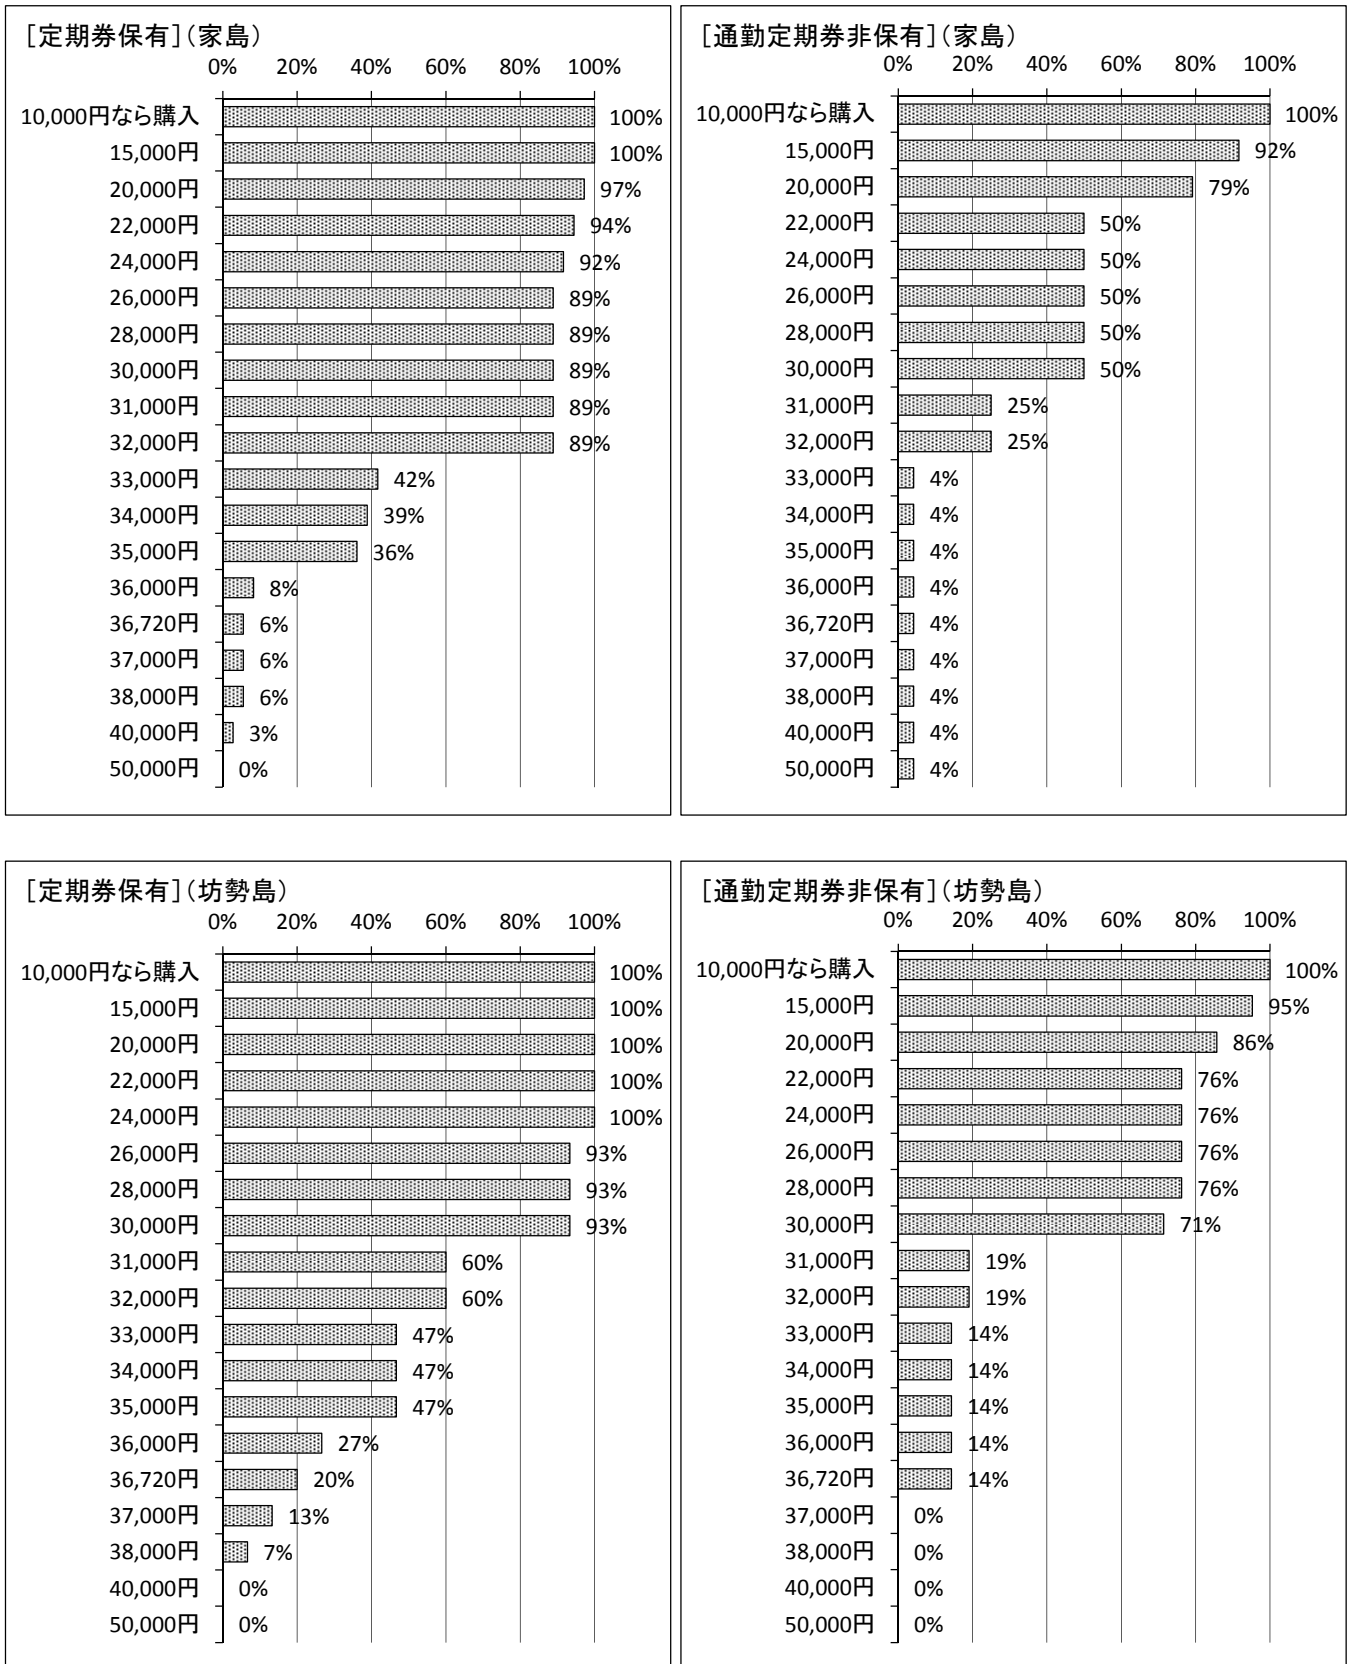 ［定期券保有］（家島）
0% 20% 40% 60% 80% 100%
10,000円なら購入 100%
15,000円 100%
20,000円 97%
22,000円 94%
24,000円 92%
26,000円 89%
28,000円 89%
30,000円 89%
31,000円 89%
32,000円 89%
33,000円 42%
34,000円 39%
35,000円 36%
36,000円 8%
36,720円 6%
37,000円 6%
38,000円 6%
40,000円 3%
50,000円 0%
［通勤定期券非保有］（家島）
0% 20% 40% 60% 80% 100%
10,000円なら購入 100%
15,000円 92%
20,000円 79%
22,000円 50%
24,000円 50%
26,000円 50%
28,000円 50%
30,000円 50%
31,000円 25%
32,000円 25%
33,000円 4%
34,000円 4%
35,000円 4%
36,000円 4%
36,720円 4%
37,000円 4%
38,000円 4%
40,000円 4%
50,000円 4%
［定期券保有］（坊勢島）
0% 20% 40% 60% 80% 100%
10,000円なら購入 100%
15,000円 100%
20,000円 100%
22,000円 100%
24,000円 100%
26,000円 93%
28,000円 93%
30,000円 93%
31,000円 60%
32,000円 60%
33,000円 47%
34,000円 47%
35,000円 47%
36,000円 27%
36,720円 20%
37,000円 13%
38,000円 7%
40,000円 0%
50,000円 0%
［通勤定期券非保有］（坊勢島）
0% 20% 40% 60% 80% 100%
10,000円なら購入 100%
15,000円 95%
20,000円 86%
22,000円 76%
24,000円 76%
26,000円 76%
28,000円 76%
30,000円 71%
31,000円 19%
32,000円 19%
33,000円 14%
34,000円 14%
35,000円 14%
36,000円 14%
36,720円 14%
37,000円 0%
38,000円 0%
40,000円 0%
50,000円 0%